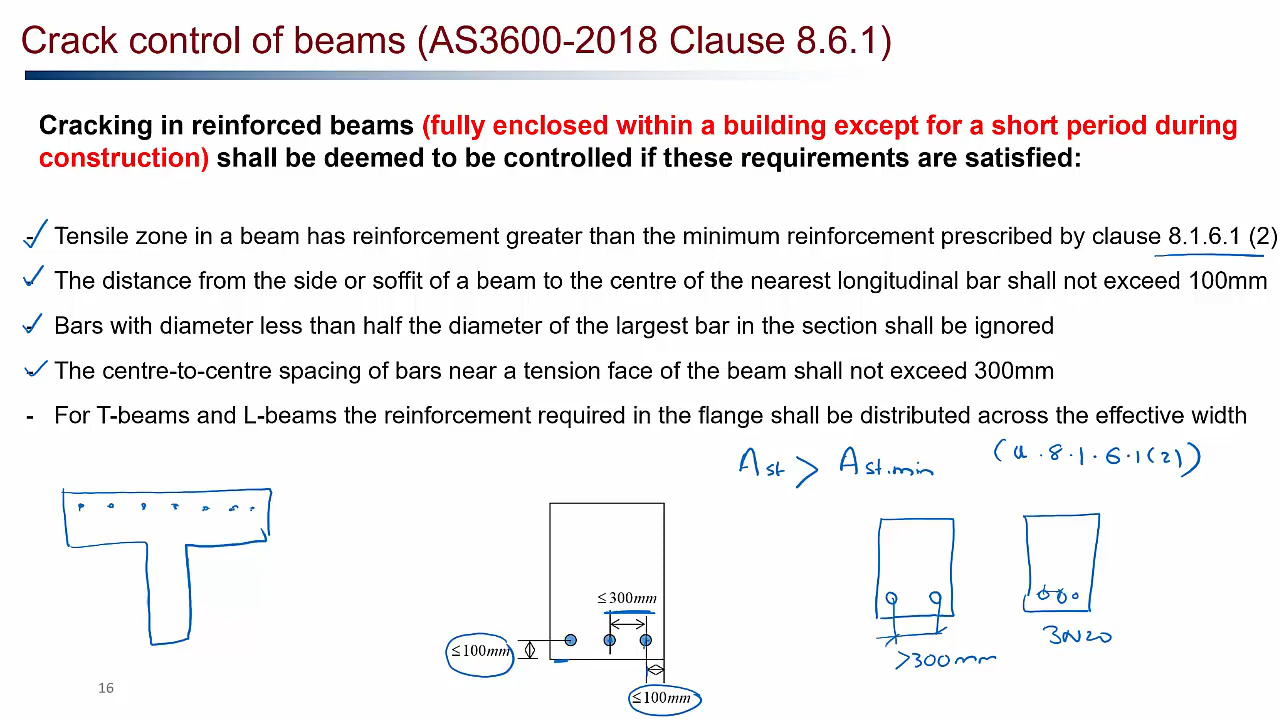 Crack control of beams (AS3600-2018 Clause 8.6.1)
Cracking in reinforced beams (fully enclosed within a building except for a short period during
construction) shall be deemed to be controlled if these requirements are satisfied:
- Tensile zone in a beam has reinforcement greater than the minimum reinforcement prescribed by clause 8.1.6.1 (2)
- The distance from the side or soffit of a beam to the centre of the nearest longitudinal bar shall not exceed 100mm
- Bars with diameter less than half the diameter of the largest bar in the section shall be ignored
- The centre-to-centre spacing of bars near a tension face of the beam shall not exceed 300mm
- For T-beams and L-beams the reinforcement required in the flange shall be distributed across the effective width
Ast > Ast.min (cl.8.1.6.1(2))
≤300mm
≤100mm
≤100mm
>300mm
3N20
16